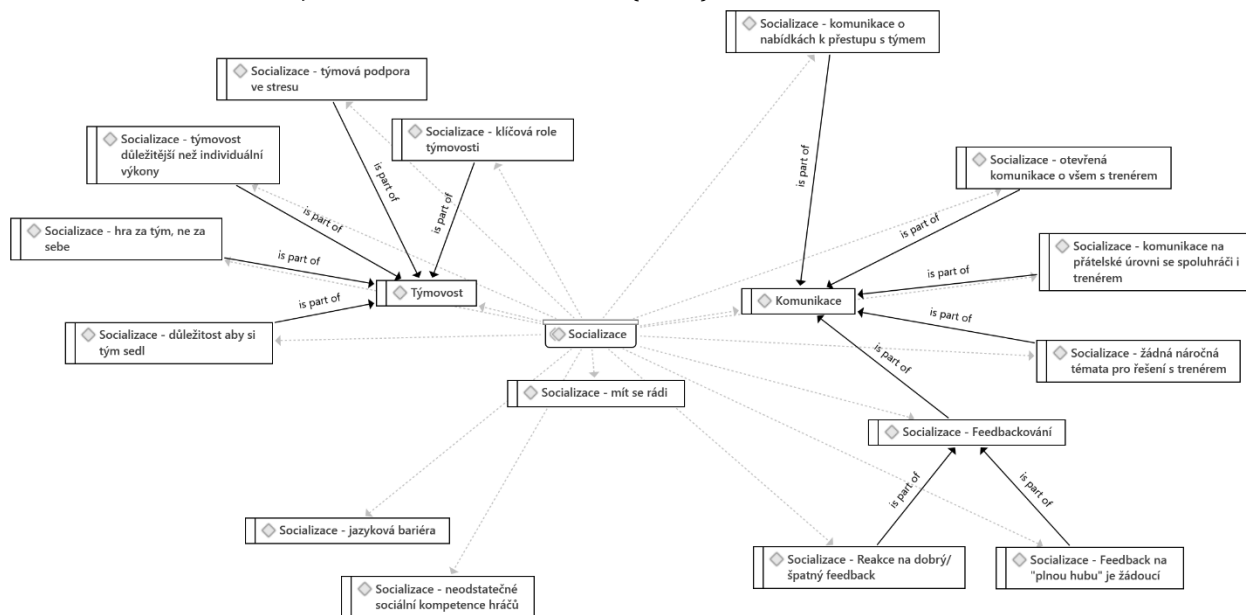 Socializace - komunikace o
nabídkách k přestupu s týmem
Socializace - týmová podpora
ve stresu
Socializace - týmovost
důležitější než individuální
výkony
Socializace - klíčová role
týmovosti
Socializace - otevřená
komunikace o všem s trenérem
Socializace - hra za tým, ne za
sebe
Socializace - komunikace na
přátelské úrovni se spoluhráči i
trenérem
Týmovost
Komunikace
Socializace - důležitost aby si
tým sedl
Socializace
Socializace - žádná náročná
témata pro řešení s trenérem
Socializace - mít se rádi
Socializace - Feedbackování
Socializace - jazyková bariéra
Socializace - Reakce na dobrý/
špatný feedback
Socializace - Feedback na
"plnou hubu" je žádoucí
Socializace - neodstatečné
sociální kompetence hráčů
is part of
is part of
is part of
is part of
is part of
is part of
is part of
is part of
is part of
is part of
is part of
is part of